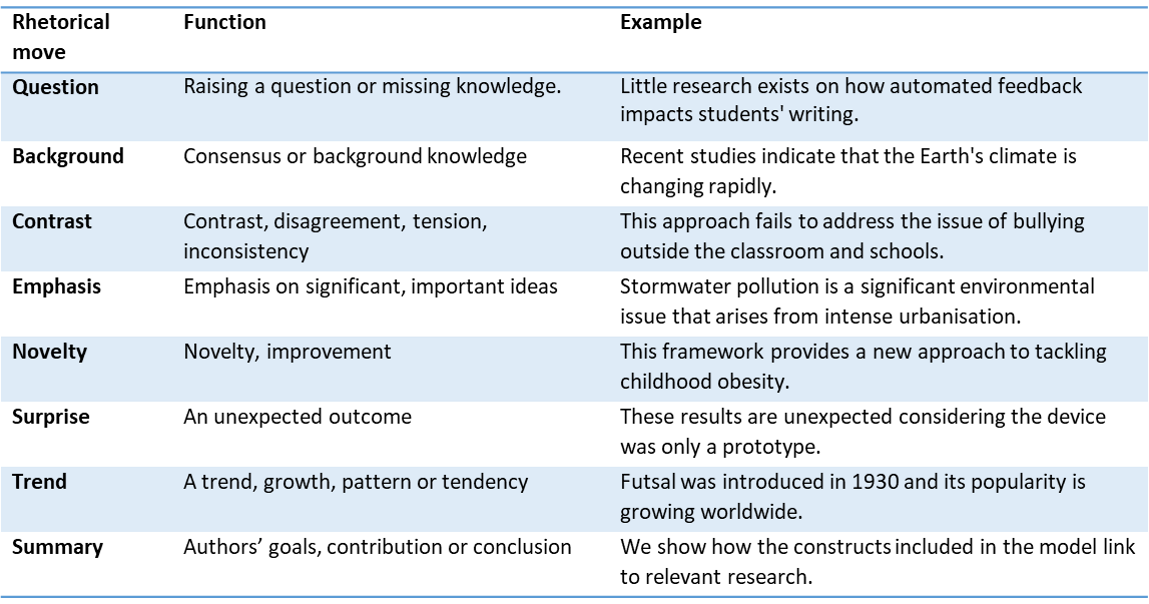 Rhetorical move Function Example
Question Raising a question or missing knowledge. Little research exists on how automated feedback
impacts students' writing.
Background Consensus or background knowledge Recent studies indicate that the Earth's climate is
changing rapidly.
Contrast Contrast, disagreement, tension, This approach fails to address the issue of bullying
inconsistency outside the classroom and schools.
Emphasis Emphasis on significant, important ideas Stormwater pollution is a significant environmental
issue that arises from intense urbanisation.
Novelty Novelty, improvement This framework provides a new approach to tackling
childhood obesity.
Surprise An unexpected outcome These results are unexpected considering the device
was only a prototype.
Trend A trend, growth, pattern or tendency Futsal was introduced in 1930 and its popularity is
growing worldwide.
Summary Authors’ goals, contribution or conclusion We show how the constructs included in the model link
to relevant research.